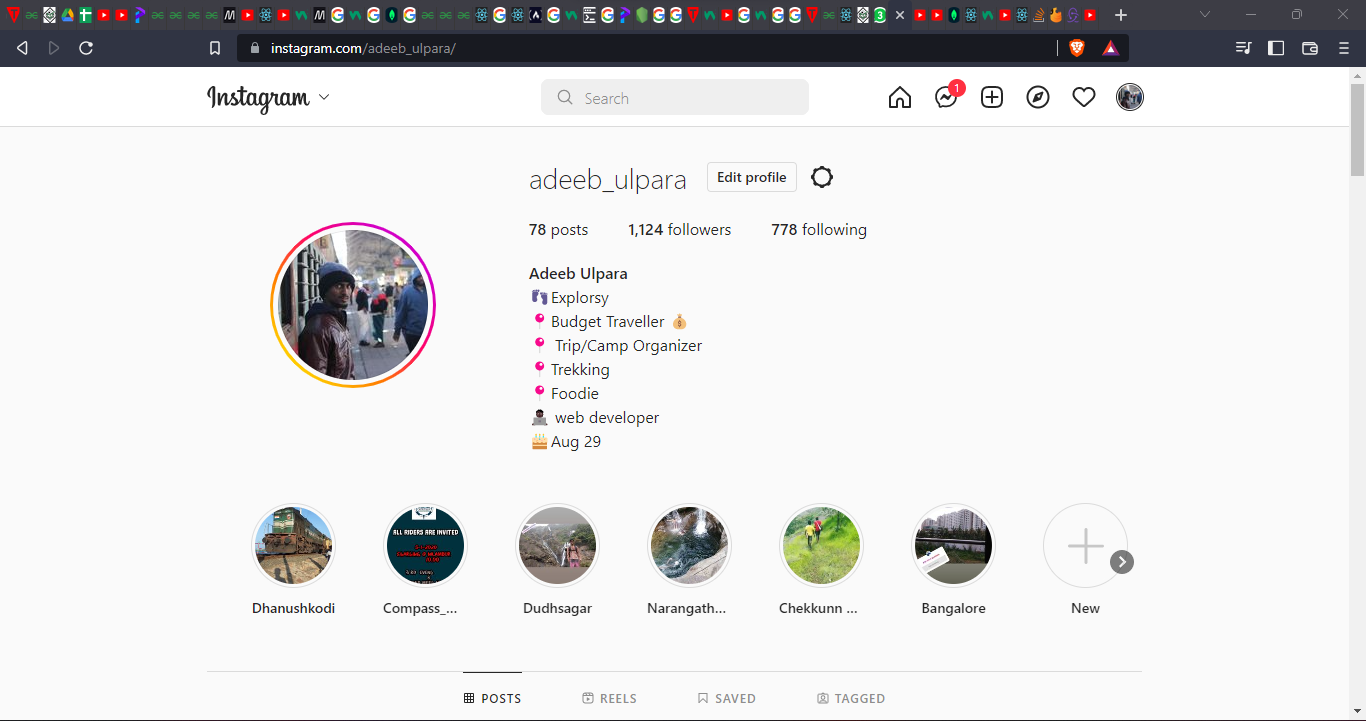 instagram.com/adeeb_ulpara/
Instagram
Search
1
adeeb_ulpara
Edit profile
78 posts 1,124 followers 778 following
Adeeb Ulpara
Explorsy
Budget Traveller
Trip/Camp Organizer
Trekking
Foodie
web developer
Aug 29
ALL RIDERS ARE INVITED
Dhanushkodi Compass_... Dudhsagar Narangath... Chekkunn ... Bangalore New
POSTS REELS SAVED TAGGED